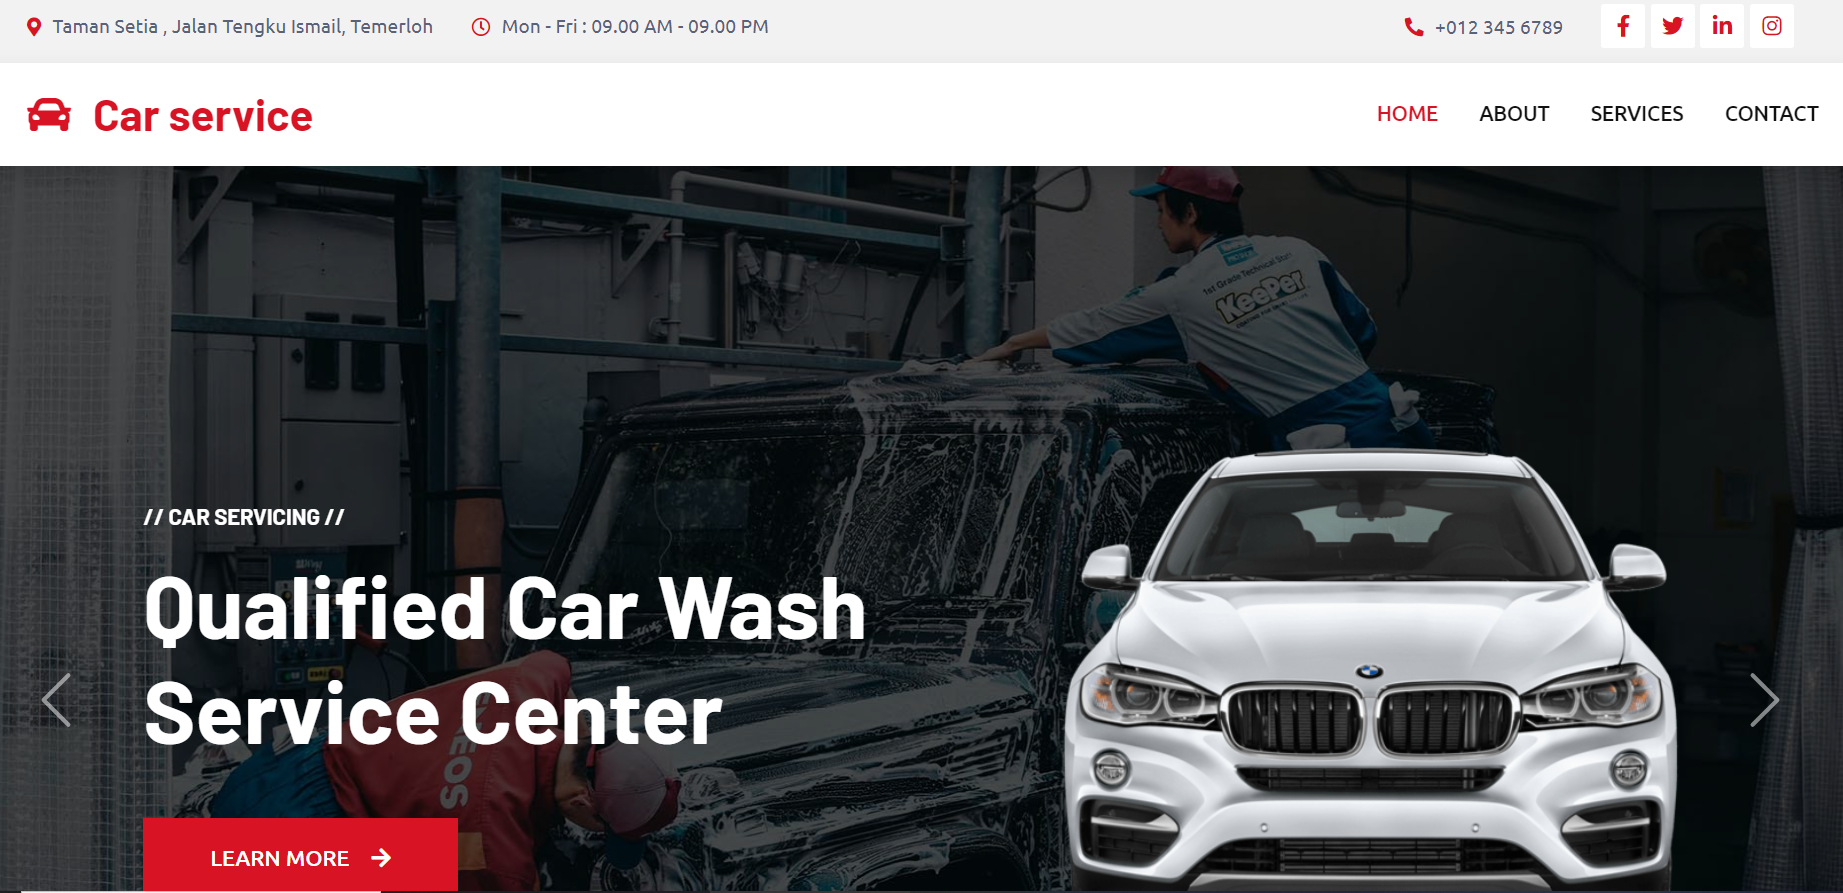 Taman Setia , Jalan Tengku Ismail, Temerloh
Mon - Fri : 09.00 AM - 09.00 PM
+012 345 6789
Car service
HOME
ABOUT
SERVICES
CONTACT
1st Grade Technical Staff
KeePer
// CAR SERVICING //
Qualified Car Wash
Service Center
LEARN MORE